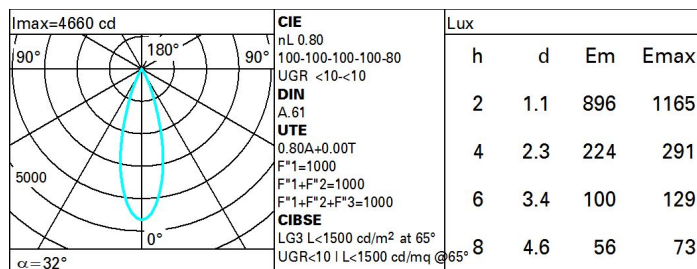 Imax=4660 cd
90°
180°
90°
5000
0°
α=32°
CIE
nL 0.80
100-100-100-100-80
UGR <10-<10
DIN
A.61
UTE
0.80A+0.00T
F"1=1000
F"1+F"2=1000
F"1+F"2+F"3=1000
CIBSE
LG3 L<1500 cd/m² at 65°
UGR<10 | L<1500 cd/mq @65°
Lux
h d Em Emax
2 1.1 896 1165
4 2.3 224 291
6 3.4 100 129
8 4.6 56 73